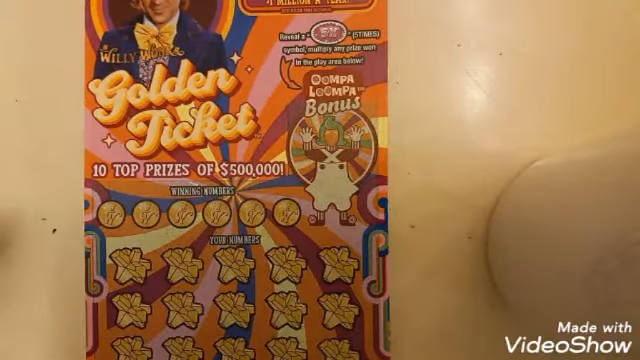 $1 MILLION A YEAR!
Reveal a "5X" (5TIMES)
symbol, multiply any prize won
in the play area below!
WILLY WONKA
Golden
Ticket
OOMPA
LOOMPA™
Bonus
10 TOP PRIZES OF $500,000!
WINNING NUMBERS
YOUR NUMBERS
Made with
VideoShow